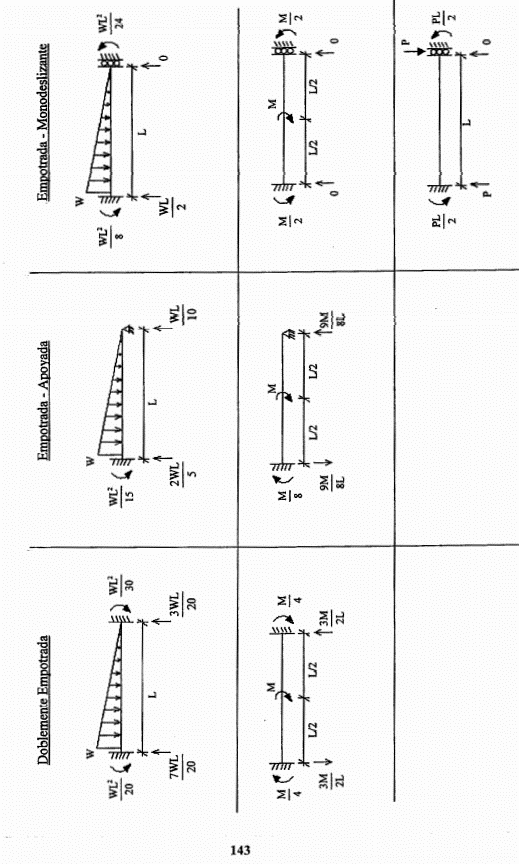 Doblemente Empotrada
Empotrada - Apoyada
Empotrada - Monodeslizante
W
WL²
20
WL²
30
L
7WL
20
3WL
20
W
WL²
15
L
2WL
5
WL
10
W
WL²
8
WL²
24
L
WL
2
0
M
M
4
M
4
L/2
L/2
3M
2L
3M
2L
M
M
8
L/2
L/2
9M
8L
9M
8L
M
M
2
M
2
L/2
L/2
0
0
P
PL
2
PL
2
L
P
0
143